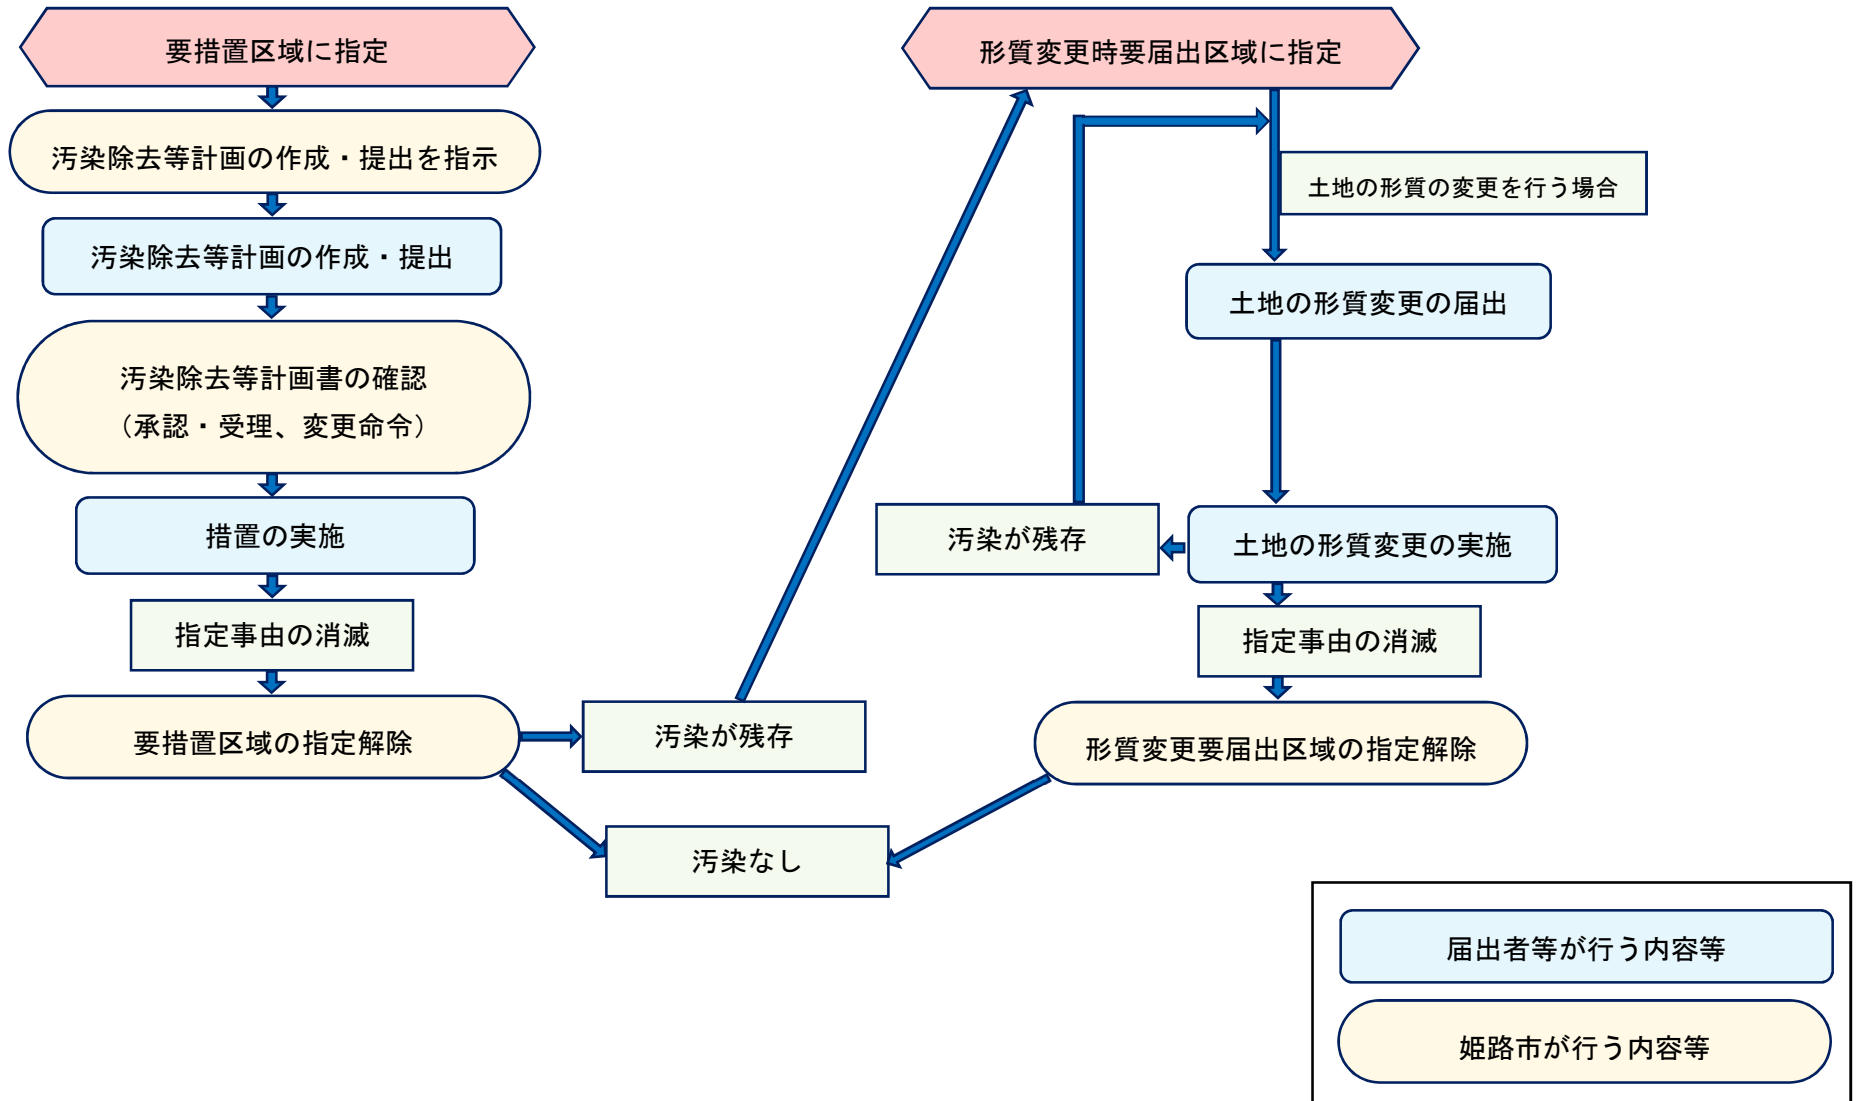 要措置区域に指定
汚染除去等計画の作成・提出を指示
汚染除去等計画の作成・提出
汚染除去等計画書の確認
（承認・受理、変更命令）
措置の実施
指定事由の消滅
要措置区域の指定解除
汚染が残存
汚染なし
形質変更時要届出区域に指定
土地の形質の変更を行う場合
土地の形質変更の届出
土地の形質変更の実施
汚染が残存
指定事由の消滅
形質変更要届出区域の指定解除
届出者等が行う内容等
姫路市が行う内容等